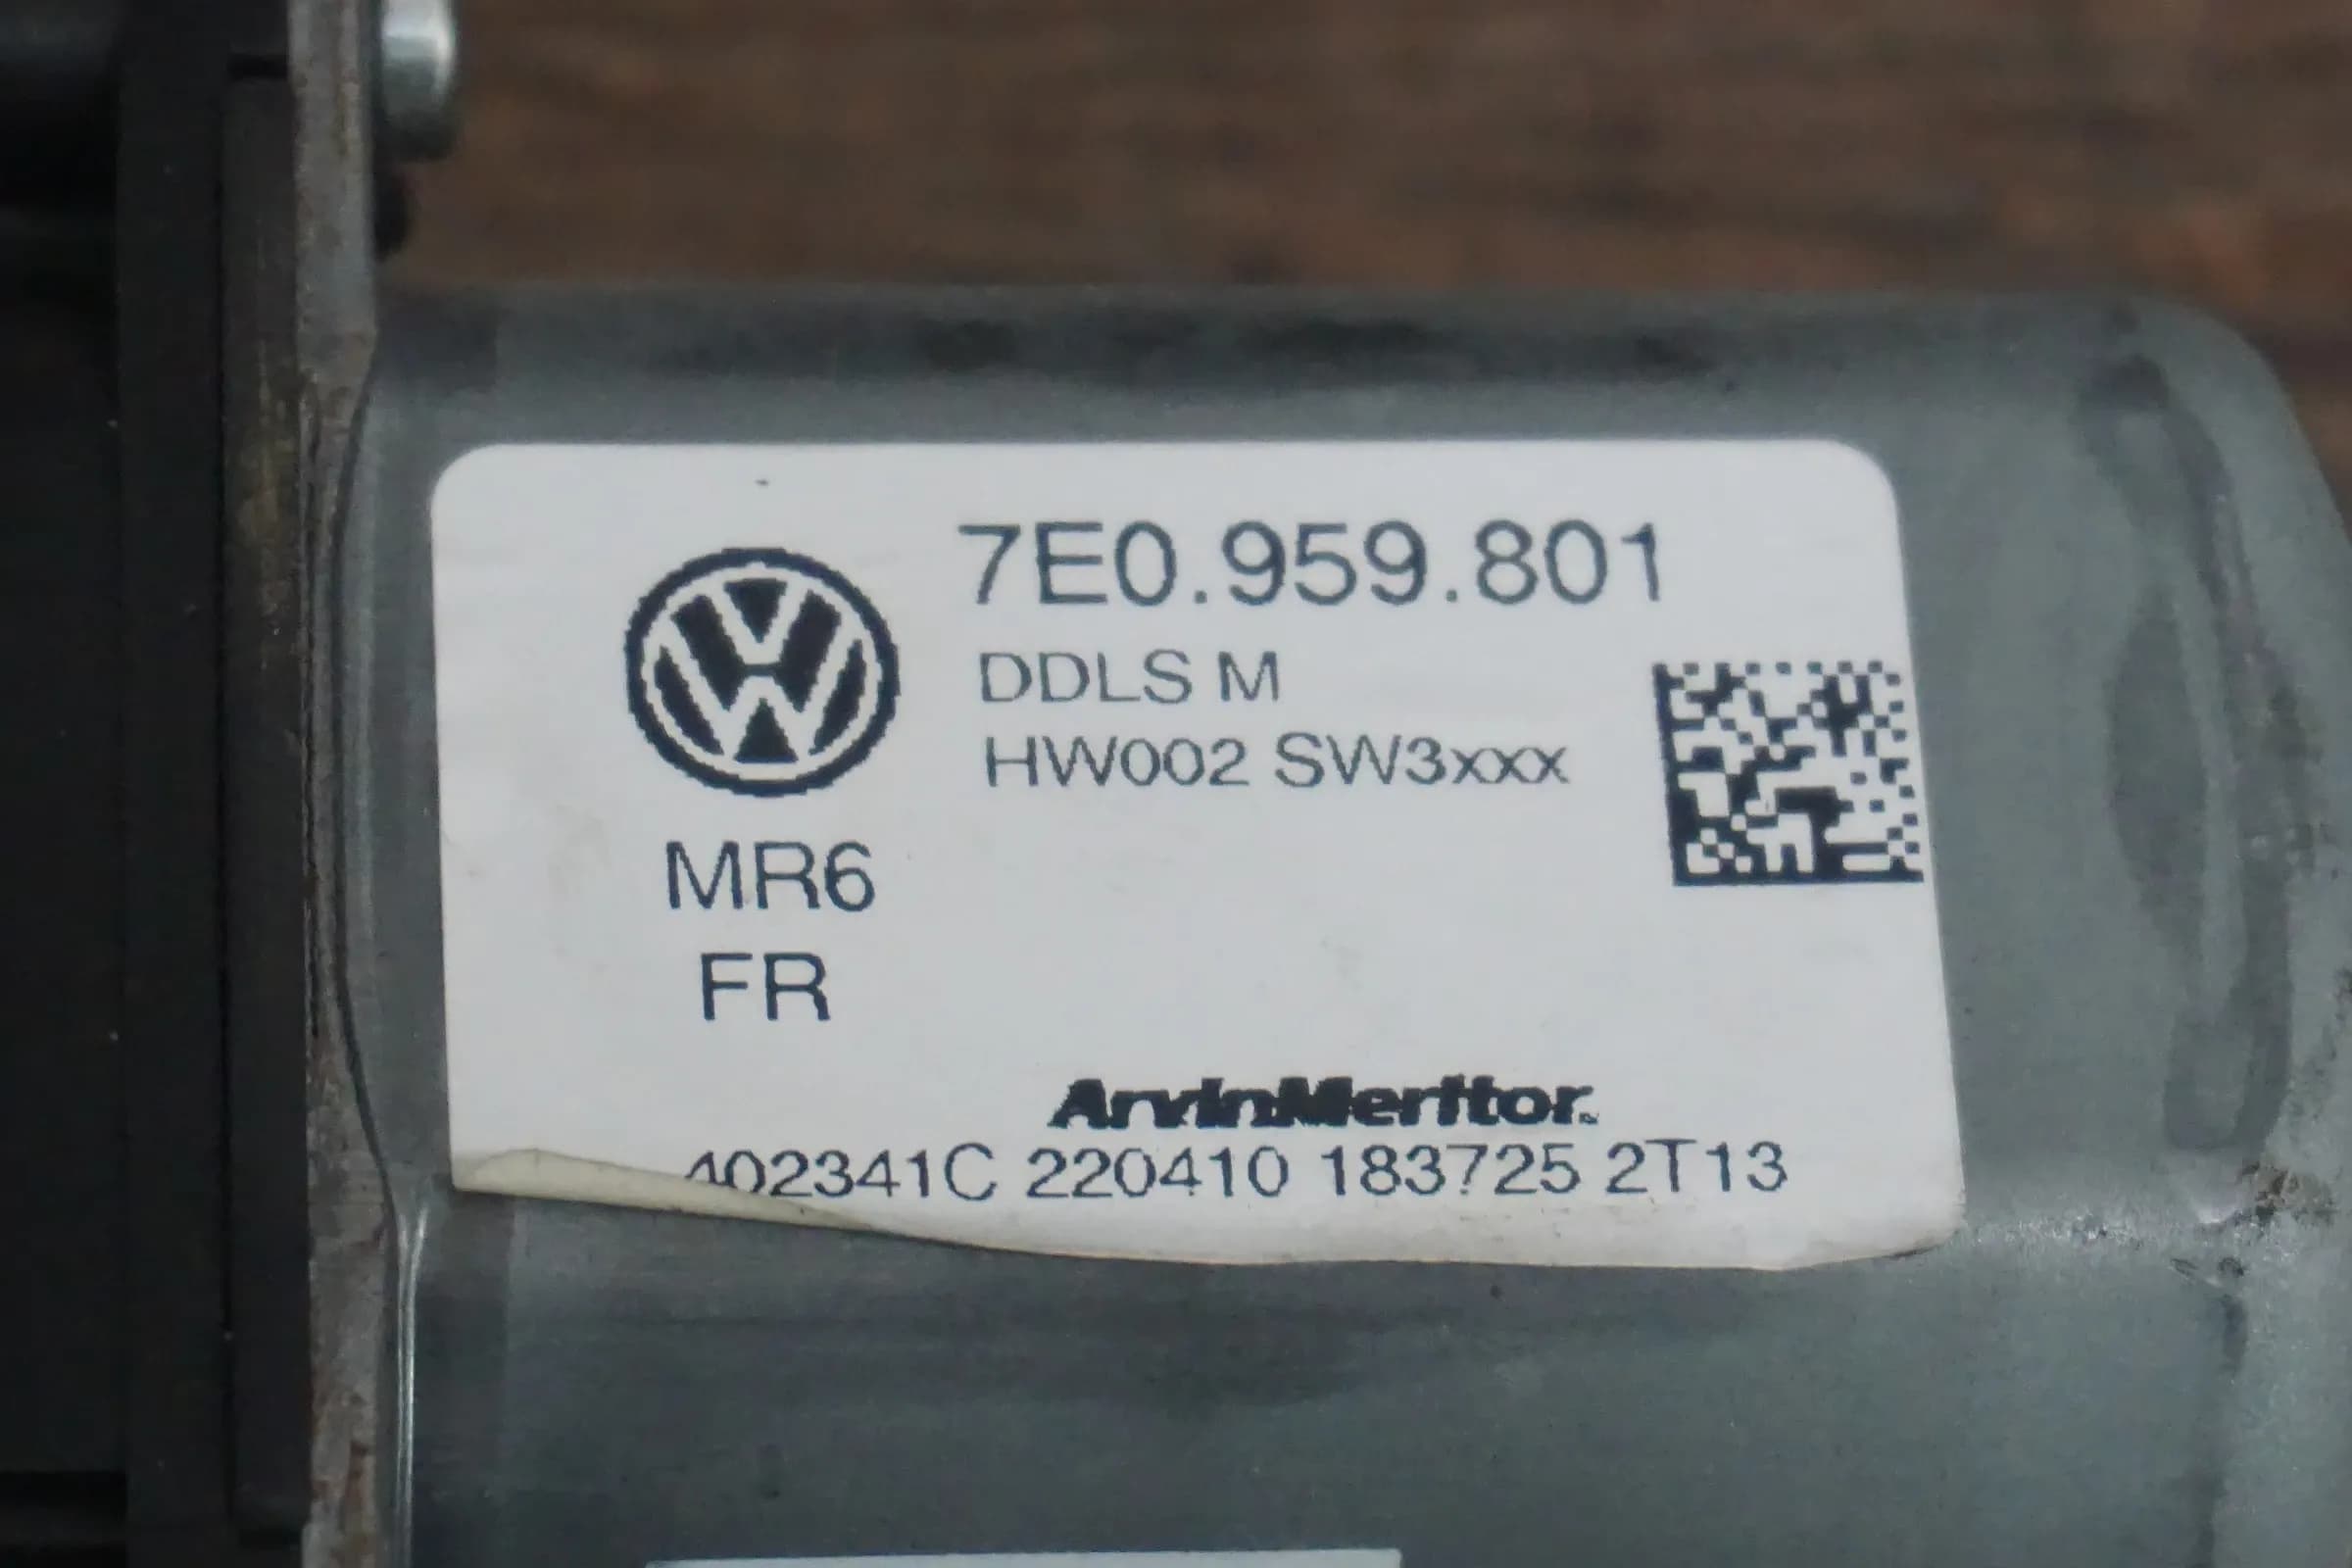 7E0.959.801
DDLS M
HW002 SW3xxx
MR6
FR
ArvinMeritor
402341C 220410 183725 2T13